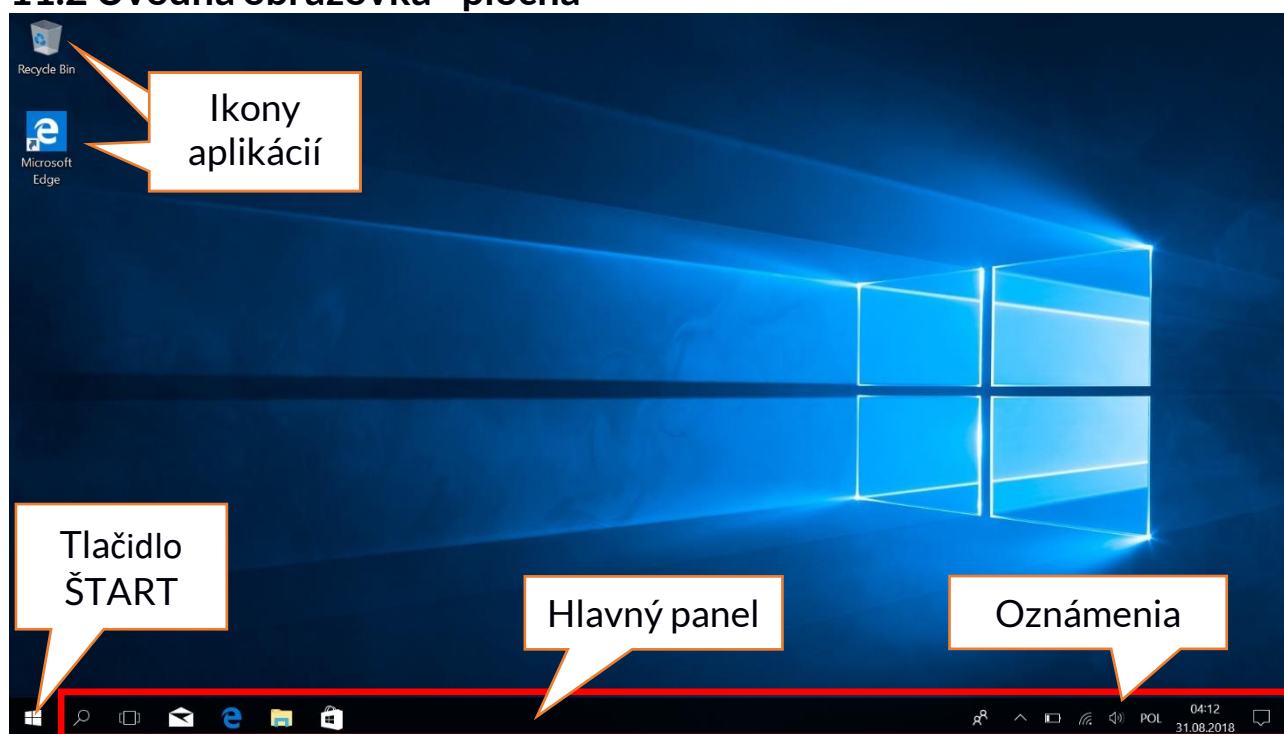 11.2 Úvodná obrazovka - plocha
Recycle Bin
Ikony
aplikácií
Microsoft
Edge
Tlačidlo
ŠTART
Hlavný panel
Oznámenia
POL
04:12
31.08.2018